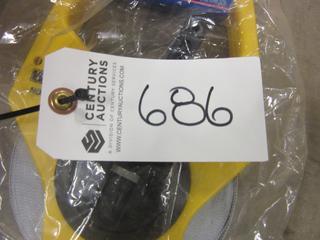 CENTURY
AUCTIONS
A DIVISION OF CENTURY SERVICES
WWW.CENTURYAUCTIONS.COM
686